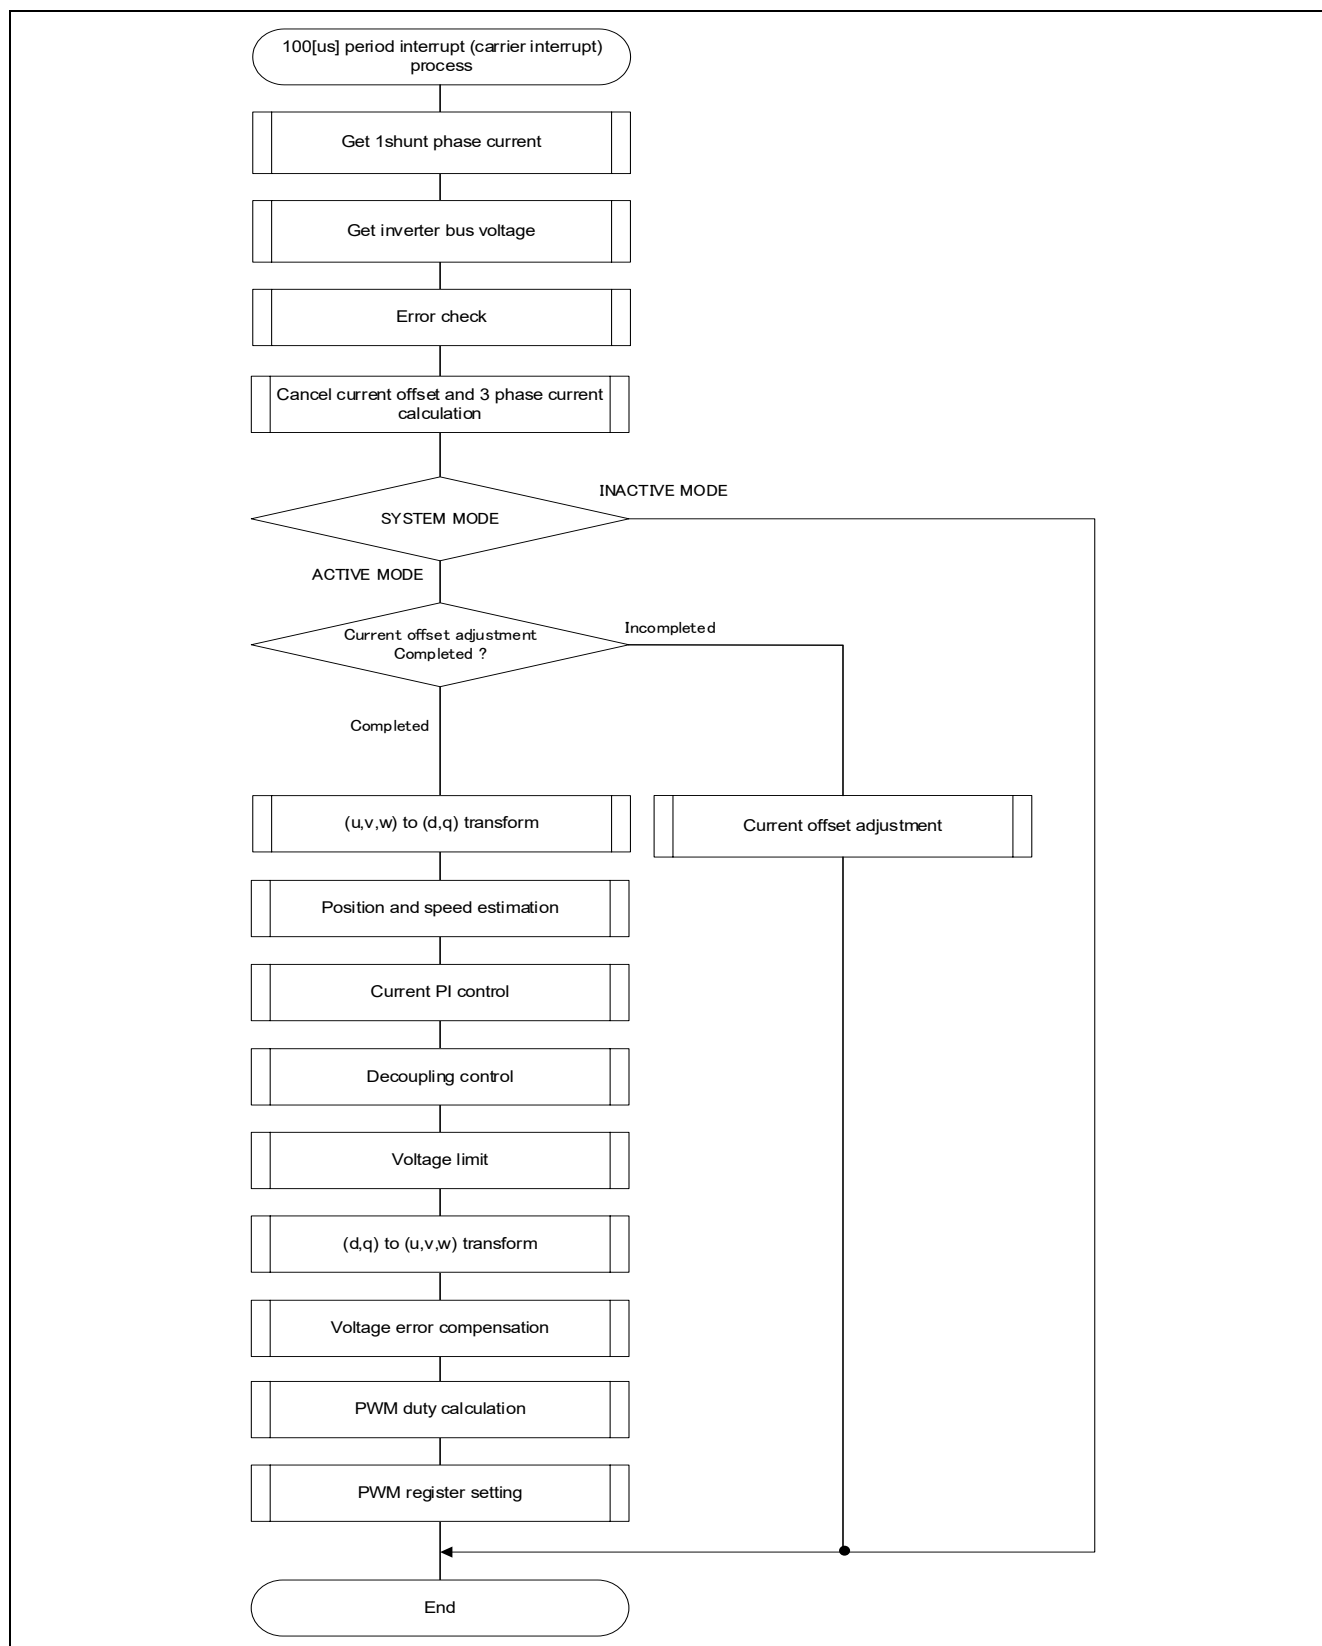 100[us] period interrupt (carrier interrupt)
process
Get 1shunt phase current
Get inverter bus voltage
Error check
Cancel current offset and 3 phase current
calculation
INACTIVE MODE
SYSTEM MODE
ACTIVE MODE
Current offset adjustment
Completed ?
Incompleted
Completed
(u,v,w) to (d,q) transform
Current offset adjustment
Position and speed estimation
Current PI control
Decoupling control
Voltage limit
(d,q) to (u,v,w) transform
Voltage error compensation
PWM duty calculation
PWM register setting
End